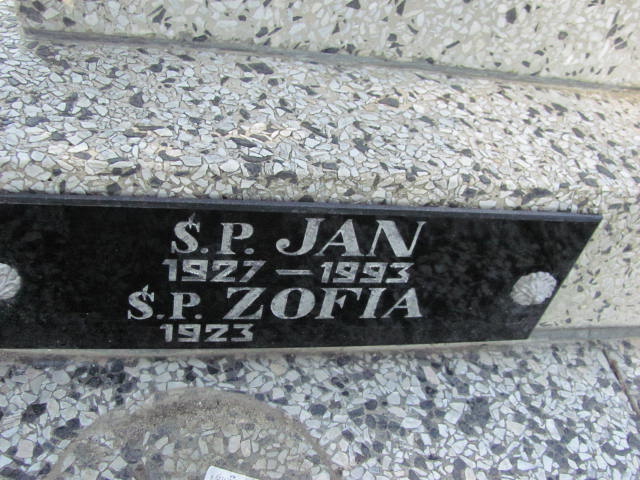 Ś.P. JAN
1927 – 1993
Ś.P. ZOFIA
1923